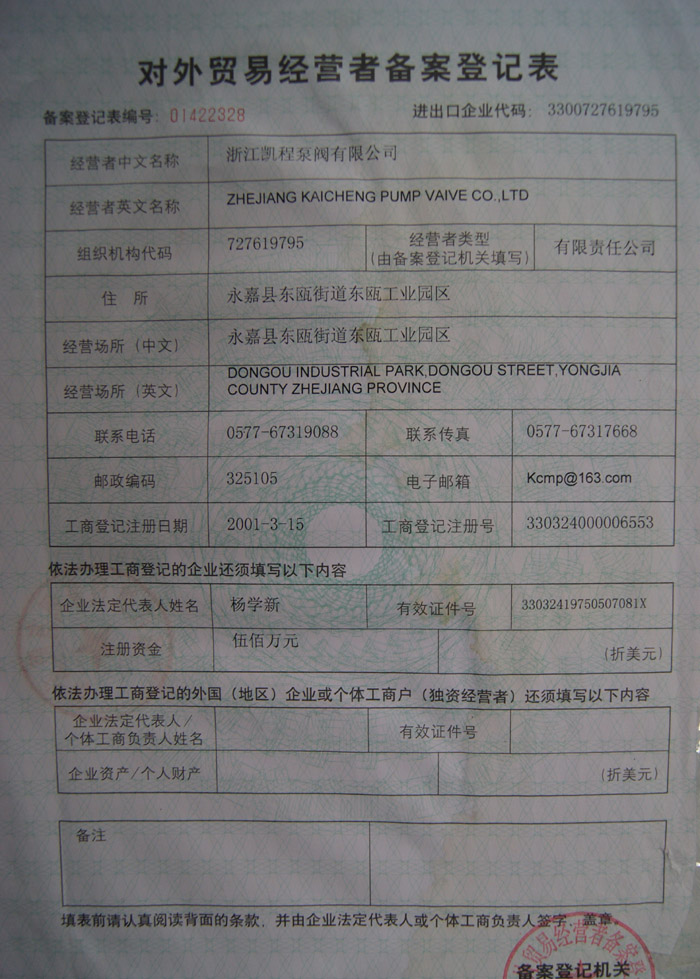 对外贸易经营者备案登记表
备案登记表编号: 01422328 进出口企业代码: 3300727619795
经营者中文名称 浙江凯程泵阀有限公司
经营者英文名称 ZHEJIANG KAICHENG PUMP VAIVE CO.,LTD
组织机构代码 727619795 经营者类型 有限责任公司
(由备案登记机关填写)
住 所 永嘉县东瓯街道东瓯工业园区
经营场所（中文） 永嘉县东瓯街道东瓯工业园区
经营场所（英文） DONGOU INDUSTRIAL PARK,DONGOU STREET,YONGJIA
COUNTY ZHEJIANG PROVINCE
联系电话 0577-67319088 联系传真 0577-67317668
邮政编码 325105 电子邮箱 Kcmp@163.com
工商登记注册日期 2001-3-15 工商登记注册号 330324000006553
依法办理工商登记的企业还须填写以下内容
企业法定代表人姓名 杨学新 有效证件号 33032419750507081X
注册资金 伍佰万元 (折美元)
依法办理工商登记的外国（地区）企业或个体工商户（独资经营者）还须填写以下内容
企业法定代表人/
个体工商负责人姓名 有效证件号
企业资产/个人财产 (折美元)
备注
填表前请认真阅读背面的条款，并由企业法定代表人或个体工商负责人签字、盖章。
贸易经营者备案登
备案登记机关